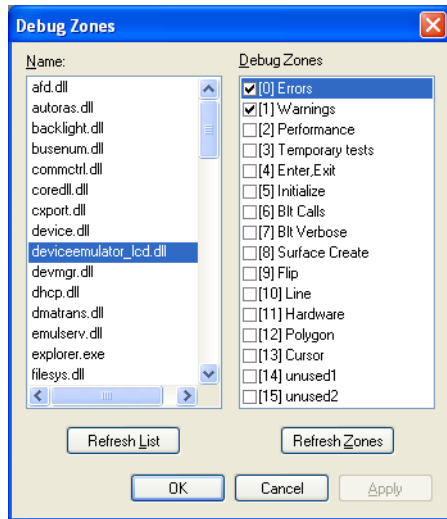 Debug Zones
Name:
afd.dll
autoras.dll
backlight.dll
busenum.dll
commctrl.dll
coredll.dll
cxport.dll
device.dll
deviceemulator_lcd.dll
devmgr.dll
dhcp.dll
dmatrans.dll
emulserv.dll
explorer.exe
filesys.dll
Refresh List
Debug Zones
[0] Errors
[1] Warnings
[2] Performance
[3] Temporary tests
[4] Enter,Exit
[5] Initialize
[6] Blt Calls
[7] Blt Verbose
[8] Surface Create
[9] Flip
[10] Line
[11] Hardware
[12] Polygon
[13] Cursor
[14] unused1
[15] unused2
Refresh Zones
OK
Cancel
Apply